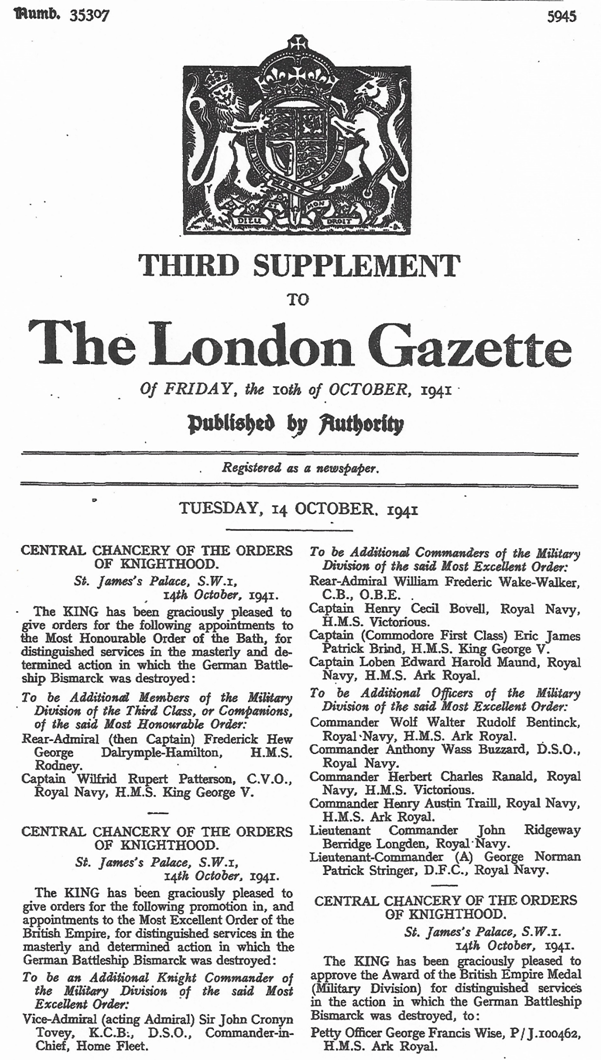 Numb. 35307
5945
DIEU ET MON DROIT
THIRD SUPPLEMENT
TO
The London Gazette
Of FRIDAY, the 10th of OCTOBER, 1941
Published by Authority
Registered as a newspaper.
TUESDAY, 14 OCTOBER, 1941
CENTRAL CHANCERY OF THE ORDERS
OF KNIGHTHOOD.
St. James's Palace, S.W.1,
14th October, 1941.
The KING has been graciously pleased to
give orders for the following appointments to
the Most Honourable Order of the Bath, for
distinguished services in the masterly and de-
termined action in which the German Battle-
ship Bismarck was destroyed:
To be Additional Members of the Military
Division of the Third Class, or Companions,
of the said Most Honourable Order:
Rear-Admiral (then Captain) Frederick Hew
George Dalrymple-Hamilton, H.M.S.
Rodney.
Captain Wilfrid Rupert Patterson, C.V.O.,
Royal Navy, H.M.S. King George V.
CENTRAL CHANCERY OF THE ORDERS
OF KNIGHTHOOD.
St. James's Palace, S.W.1,
14th October, 1941.
The KING has been graciously pleased to
give orders for the following promotion in, and
appointments to the Most Excellent Order of the
British Empire, for distinguished services in the
masterly and determined action in which the
German Battleship Bismarck was destroyed:
To be an Additional Knight Commander of
the Military Division of the said Most
Excellent Order:
Vice-Admiral (acting Admiral) Sir John Cronyn
Tovey, K.C.B., D.S.O., Commander-in-
Chief, Home Fleet.
To be Additional Commanders of the Military
Division of the said Most Excellent Order:
Rear-Admiral William Frederic Wake-Walker,
C.B., O.B.E.
Captain Henry Cecil Bovell, Royal Navy,
H.M.S. Victorious.
Captain (Commodore First Class) Eric James
Patrick Brind, H.M.S. King George V.
Captain Loben Edward Harold Maund, Royal
Navy, H.M.S. Ark Royal.
To be Additional Officers of the Military
Division of the said Most Excellent Order:
Commander Wolf Walter Rudolf Bentinck,
Royal Navy, H.M.S. Ark Royal.
Commander Anthony Wass Buzzard, D.S.O.,
Royal Navy.
Commander Herbert Charles Ranald, Royal
Navy, H.M.S. Victorious.
Commander Henry Austin Traill, Royal Navy,
H.M.S. Ark Royal.
Lieutenant Commander John Ridgeway
Berridge Longden, Royal Navy.
Lieutenant-Commander (A) George Norman
Patrick Stringer, D.F.C., Royal Navy.
CENTRAL CHANCERY OF THE ORDERS
OF KNIGHTHOOD.
St. James's Palace, S.W.1.
14th October, 1941.
The KING has been graciously pleased to
approve the Award of the British Empire Medal
(Military Division) for distinguished services
in the action in which the German Battleship
Bismarck was destroyed, to:
Petty Officer George Francis Wise, P/J.100462,
H.M.S. Ark Royal.